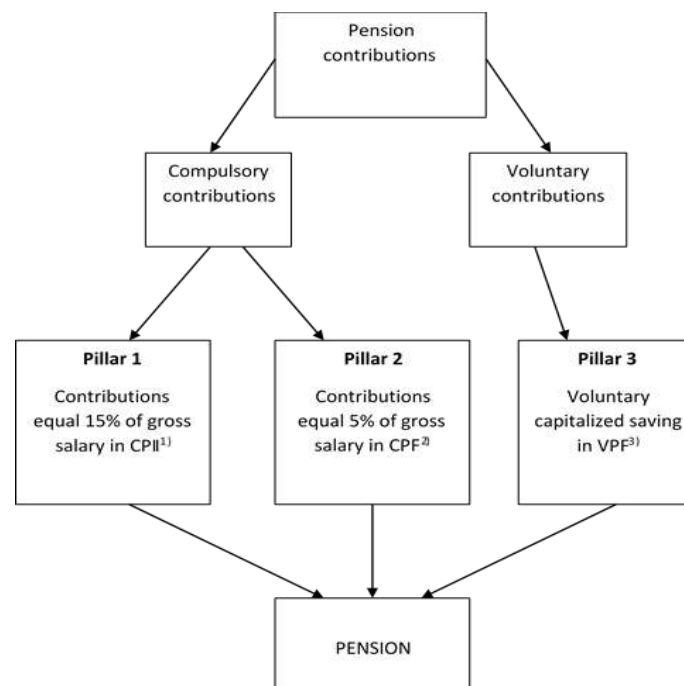 Pension
contributions
Compulsory
contributions
Voluntary
contributions
Pillar 1
Contributions
equal 15% of gross
salary in CPII1)
Pillar 2
Contributions
equal 5% of gross
salary in CPF2)
Pillar 3
Voluntary
capitalized saving
in VPF3)
PENSION